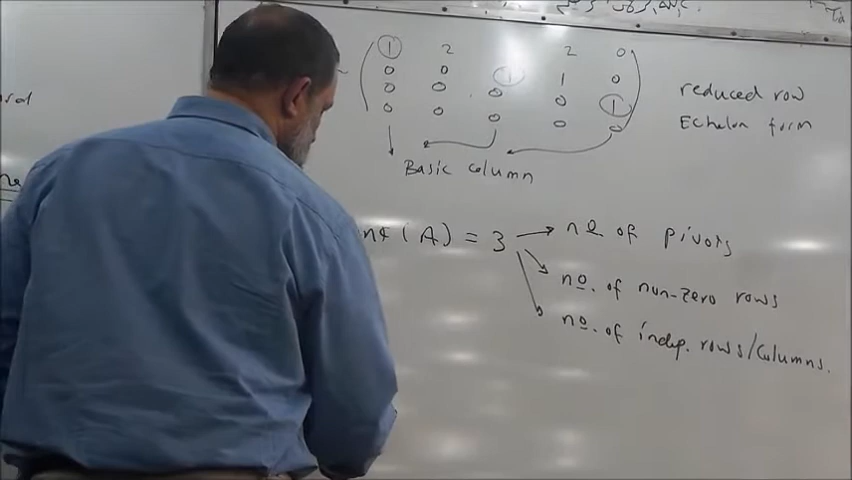 1 2 2 0
0 0 1 1 0
0 0 0 0 1
0 0 0 0 0
reduced row
Echelon form
Basic column
(A) = 3
no of pivots
no. of non-zero rows
no. of indep. rows/columns.